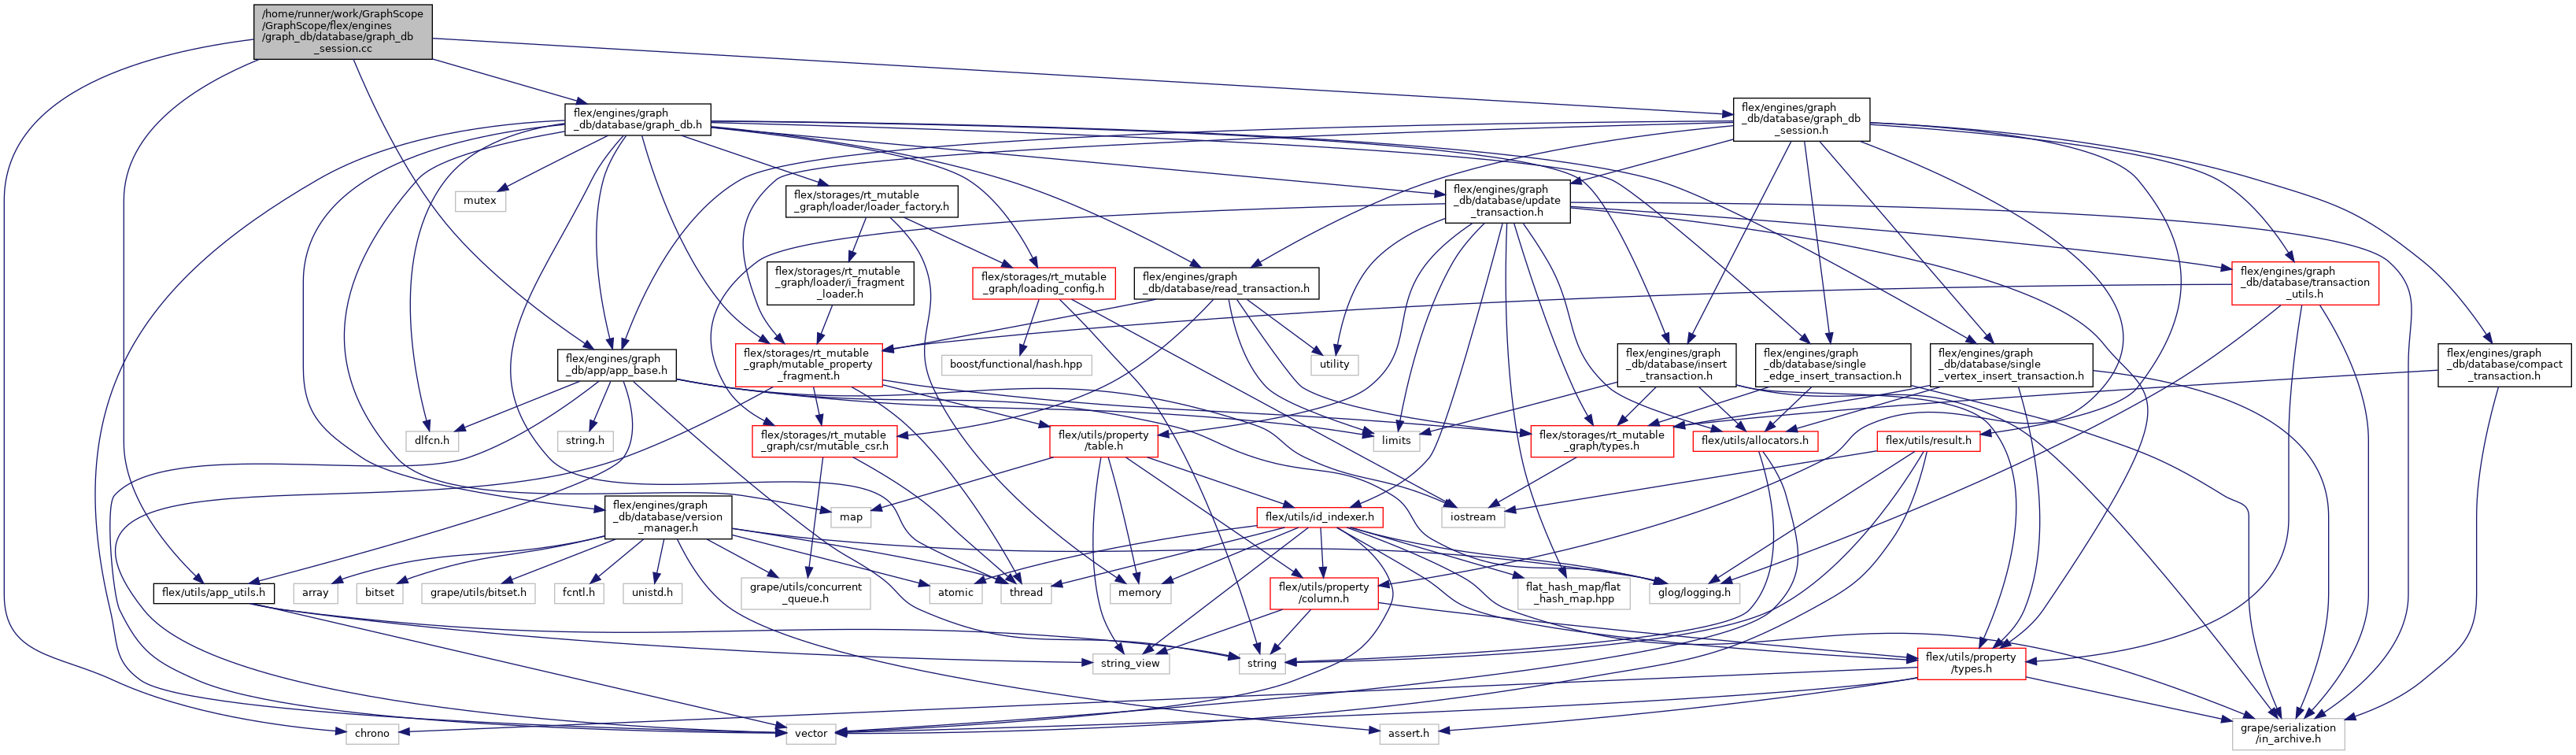 /home/runner/work/GraphScope
/GraphScope/flex/engines
/graph_db/database/graph_db
_session.cc
flex/engines/graph
_db/database/graph_db.h
flex/engines/graph
_db/database/graph_db
_session.h
mutex
flex/storages/rt_mutable
_graph/loader/loader_factory.h
flex/engines/graph
_db/database/update
_transaction.h
flex/storages/rt_mutable
_graph/loader/i_fragment
_loader.h
flex/storages/rt_mutable
_graph/loading_config.h
flex/engines/graph
_db/database/read_transaction.h
flex/engines/graph
_db/database/transaction
_utils.h
flex/engines/graph
_db/app/app_base.h
flex/storages/rt_mutable
_graph/mutable_property
_fragment.h
boost/functional/hash.hpp
utility
flex/engines/graph
_db/database/insert
_transaction.h
flex/engines/graph
_db/database/single
_edge_insert_transaction.h
flex/engines/graph
_db/database/single
_vertex_insert_transaction.h
flex/engines/graph
_db/database/compact
_transaction.h
dlfcn.h
string.h
flex/storages/rt_mutable
_graph/csr/mutable_csr.h
flex/utils/property
/table.h
limits
flex/storages/rt_mutable
_graph/types.h
flex/utils/allocators.h
flex/utils/result.h
flex/engines/graph
_db/database/version
_manager.h
map
flex/utils/id_indexer.h
iostream
flex/utils/app_utils.h
array
bitset
grape/utils/bitset.h
fcntl.h
unistd.h
grape/utils/concurrent
_queue.h
atomic
thread
memory
flex/utils/property
/column.h
flat_hash_map/flat
_hash_map.hpp
glog/logging.h
string_view
string
flex/utils/property
/types.h
chrono
vector
assert.h
grape/serialization
/in_archive.h